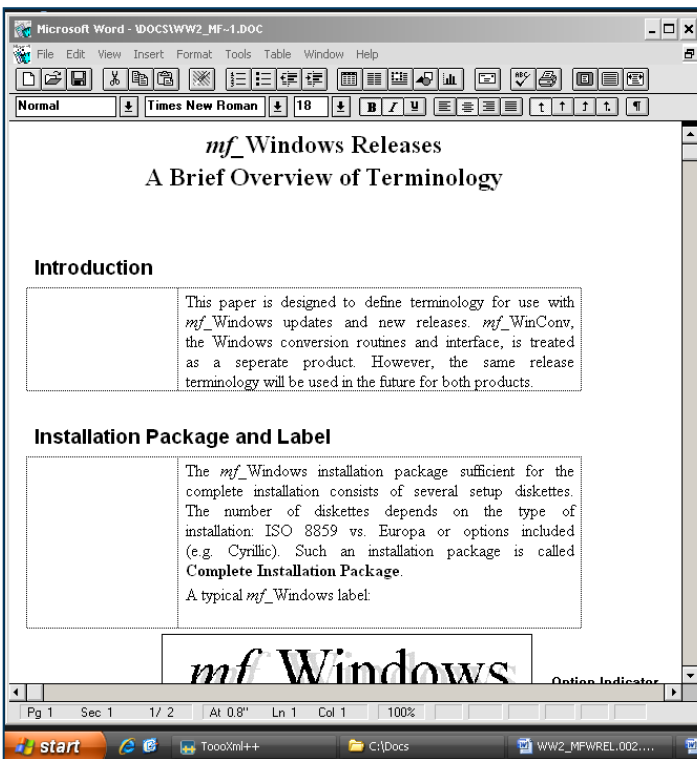 Microsoft Word - \DOCS\WW2_MF~1.DOC
File Edit View Insert Format Tools Table Window Help
Normal Times New Roman 18 B I U
mf_Windows Releases
A Brief Overview of Terminology
Introduction
This paper is designed to define terminology for use with
mf_Windows updates and new releases. mf_WinConv,
the Windows conversion routines and interface, is treated
as a seperate product. However, the same release
terminology will be used in the future for both products.
Installation Package and Label
The mf_Windows installation package sufficient for the
complete installation consists of several setup diskettes.
The number of diskettes depends on the type of
installation: ISO 8859 vs. Europa or options included
(e.g. Cyrillic). Such an installation package is called
Complete Installation Package.
A typical mf_Windows label:
mf Windows
Option Indicator
Pg 1 Sec 1 1/ 2 At 0.8" Ln 1 Col 1 100%
start ToooXml++ C:\Docs WW2_MFWREL.002....